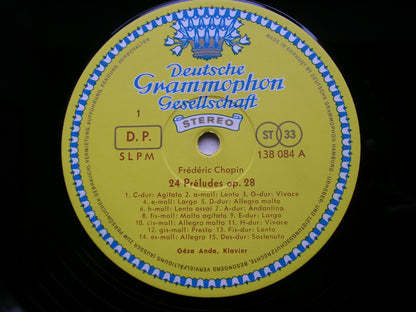 Deutsche
Grammophon
Gesellschaft
STEREO
1
D. P.
SLPM
ST 33
138 084 A
Frédéric Chopin
24 Préludes op. 28
1. C-dur: Agitato 2. a-moll: Lento 3. G-dur: Vivace
4. e-moll: Largo 5. D-dur: Allegro molto
6. h-moll: Lento assai 7. A-dur: Andantino
8. fis-moll: Molto agitato 9. E-dur: Largo
10. cis-moll: Allegro molto 11. H-dur: Vivace
12. gis-moll: Presto 13. Fis-dur: Lento
14. es-moll: Allegro 15. Des-dur: Sostenuto
Géza Anda, Klavier